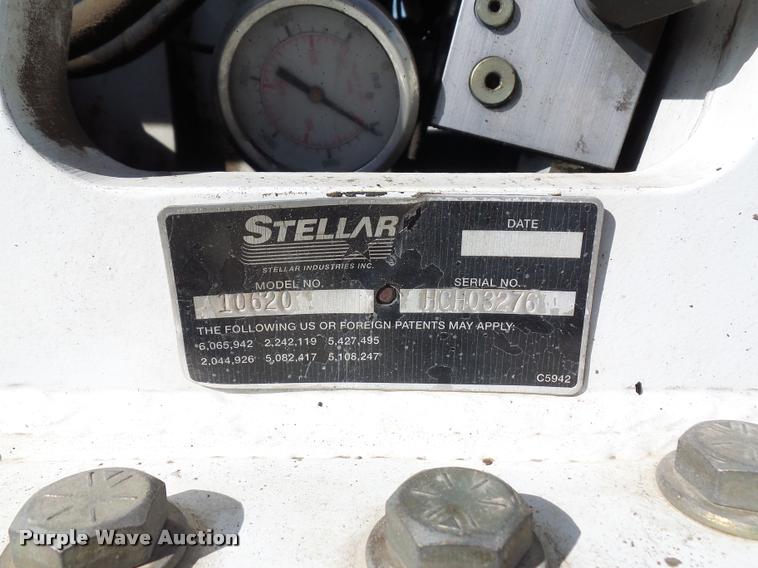 STELLAR
STELLAR INDUSTRIES INC.
DATE
MODEL NO.
SERIAL NO.
10620
HCH03276
THE FOLLOWING US OR FOREIGN PATENTS MAY APPLY:
6,065,942 2,242,119 5,427,495
2,044,926 5,082,417 5,108,247
C5942
Purple Wave Auction